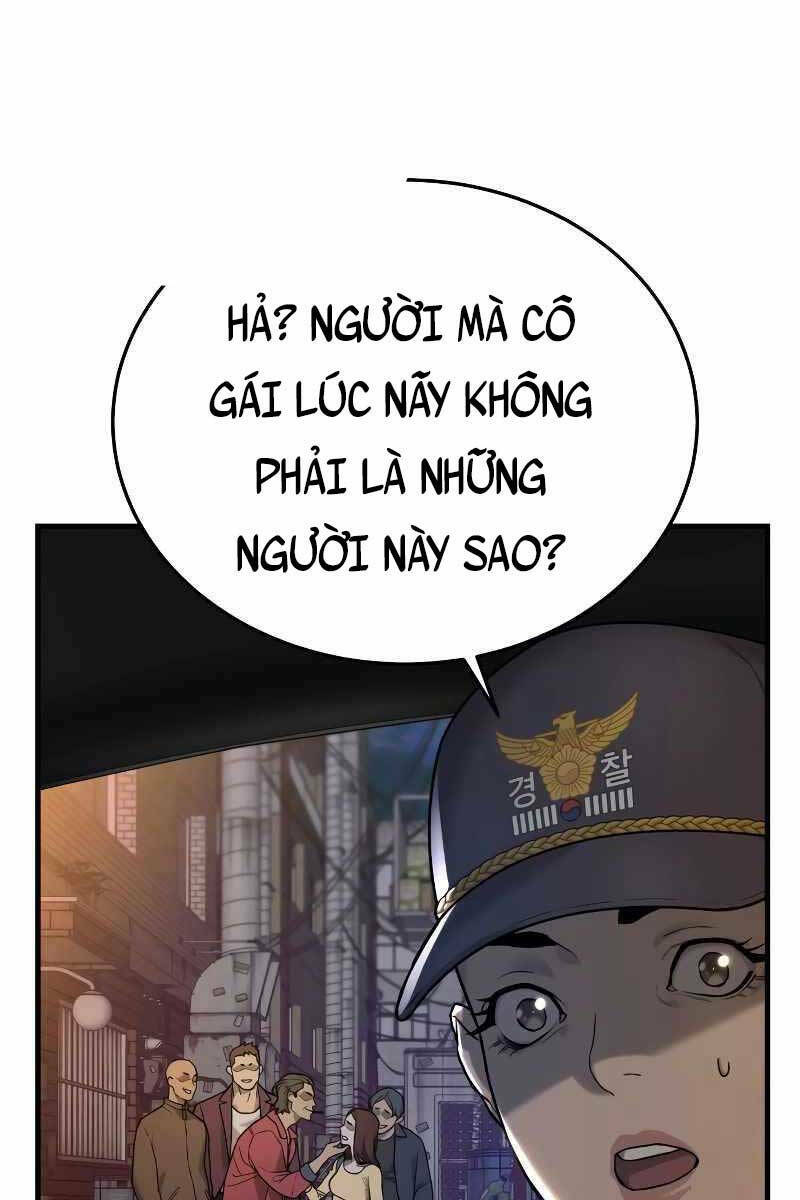 HẢ? NGƯỜI MÀ CÔ
GÁI LÚC NÃY KHÔNG
PHẢI LÀ NHỮNG
NGƯỜI NÀY SAO?
경찰